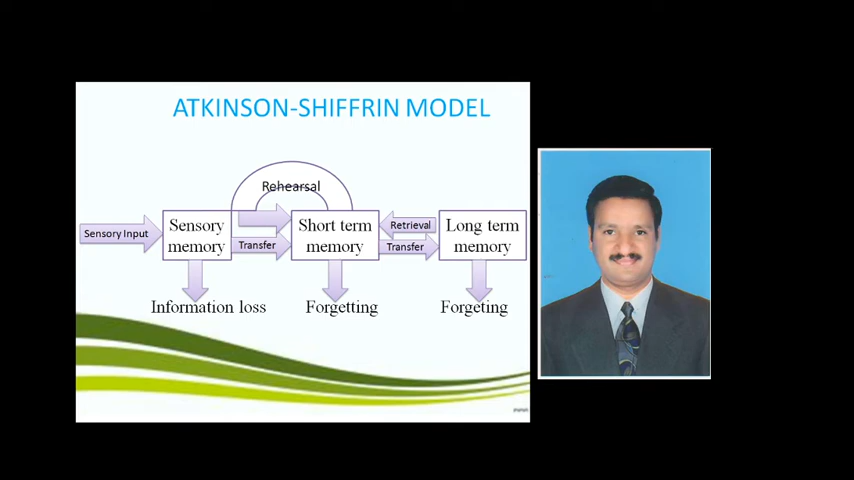 ATKINSON-SHIFFRIN MODEL
Rehearsal
Sensory Input
Sensory
memory
Transfer
Short term
memory
Retrieval
Transfer
Long term
memory
Information loss
Forgetting
Forgeting